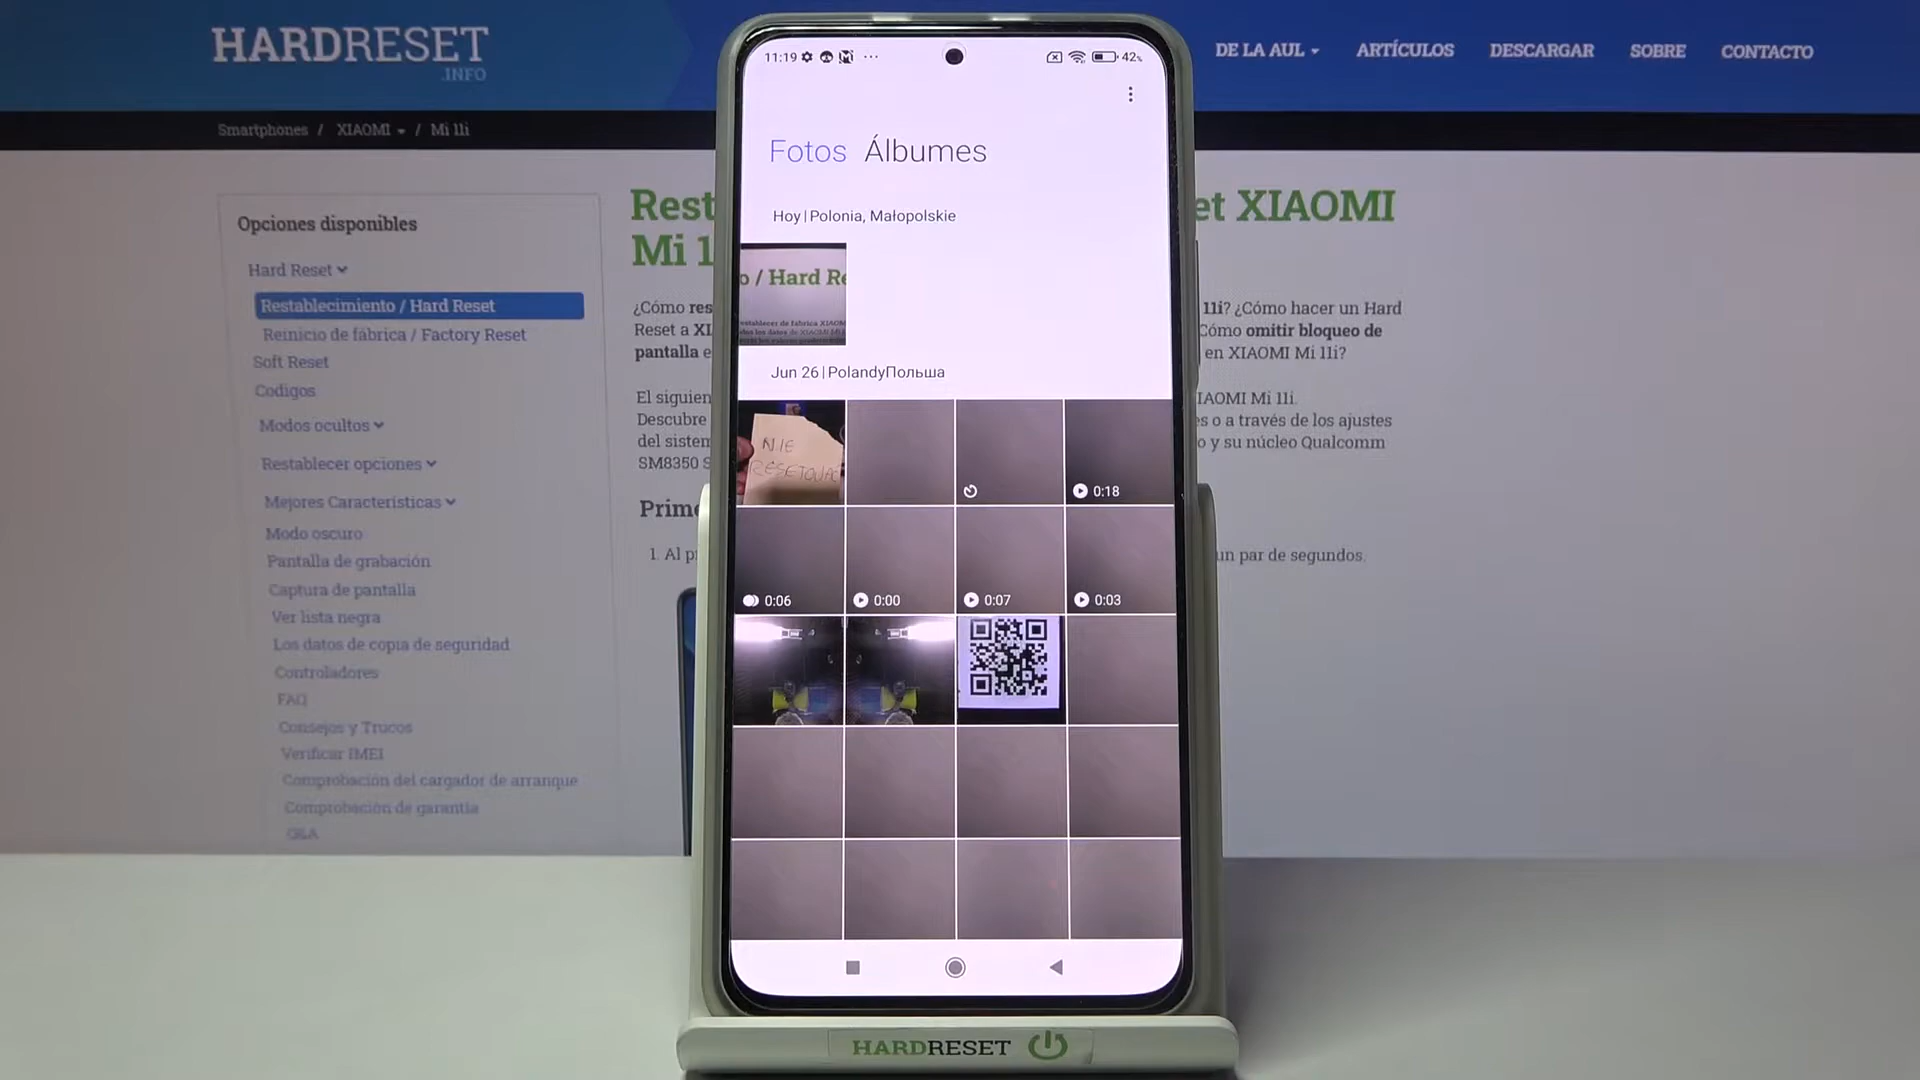 HARDRESET
.INFO
DE LA AUL
ARTÍCULOS
DESCARGAR
SOBRE
CONTACTO
Smartphones / XIAOMI / Mi 11i
Opciones disponibles
Hard Reset
Restablecimiento / Hard Reset
Reinicio de fábrica / Factory Reset
Soft Reset
Codigos
Modos ocultos
Restablecer opciones
Mejores Características
Modo oscuro
Pantalla de grabación
Captura de pantalla
Ver lista negra
Los datos de copia de seguridad
Controladores
FAQ
Consejos y Trucos
Verificar IMEI
Comprobación del cargador de arranque
Comprobación de garantía
Q&A
Rest
et XIAOMI
Mi 1
¿Cómo res
11i? ¿Cómo hacer un Hard
Reset a XI
Cómo omitir bloqueo de
pantalla e
en XIAOMI Mi 11i?
El siguien
IAOMI Mi 11i.
Descubre
s o a través de los ajustes
del sistem
o y su núcleo Qualcomm
SM8350 S
Prime
1. Al p
un par de segundos.
11:19
42%
Fotos Álbumes
Hoy|Polonia, Małopolskie
o / Hard Re
establecer de fábrica XIAOM
Jun 26|PolandyПольша
NIE
RESETOWAĆ
0:18
0:06
0:00
0:07
0:03
HARDRESET